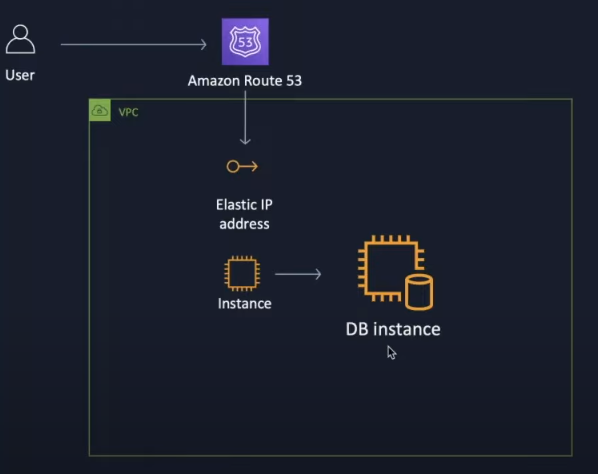 User
53
Amazon Route 53
VPC
Elastic IP
address
Instance
DB instance